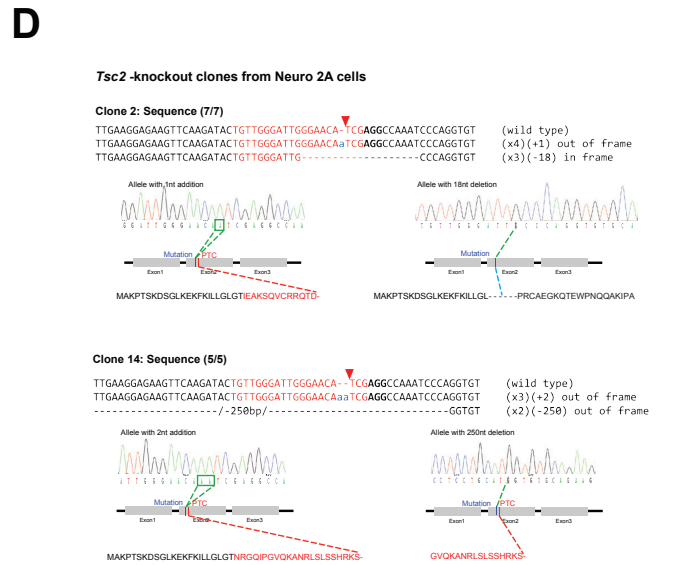 D
Tsc2 -knockout clones from Neuro 2A cells
Clone 2: Sequence (7/7)
TTGAAGGAGAAGTTCAAGATACTGTTGGGATTGGGAACA-TCGAGGCCAAATCCCAGGTGT (wild type)
TTGAAGGAGAAGTTCAAGATACTGTTGGGATTGGGAACAaTCGAGGCCAAATCCCAGGTGT (x4)(+1) out of frame
TTGAAGGAGAAGTTCAAGATACTGTTGGGATTG-------------------CCCAGGTGT (x3)(-18) in frame
Allele with 1nt addition
Allele with 18nt deletion
GGATTGGGAACAATCGAGGCCAA
TGTTGGGATTGCCCAGGTGTGCA
Mutation PTC
Exon1 Exon2 Exon3
Mutation
Exon1 Exon2 Exon3
MAKPTSKDSGLKEKFKILLGLGTIEAKSQVCRRQTD-
MAKPTSKDSGLKEKFKILLGL------PRCAEGKQTEWPNQQAKIPA
Clone 14: Sequence (5/5)
TTGAAGGAGAAGTTCAAGATACTGTTGGGATTGGGAACA--TCGAGGCCAAATCCCAGGTGT (wild type)
TTGAAGGAGAAGTTCAAGATACTGTTGGGATTGGGAACAaaTCGAGGCCAAATCCCAGGTGT (x3)(+2) out of frame
--------------------/-250bp/-----------------------------GGTGT (x2)(-250) out of frame
Allele with 2nt addition
Allele with 250nt deletion
ATTGGGAACAAATCGAGGCCA
CCTCCTGCATGGTGTGCAGAAG
Mutation PTC
Exon1 Exon2 Exon3
Mutation PTC
Exon1 Exon2 Exon3
MAKPTSKDSGLKEKFKILLGLGTNRGQIPGVQKANRLSLSSHRKS-
GVQKANRLSLSSHRKS-